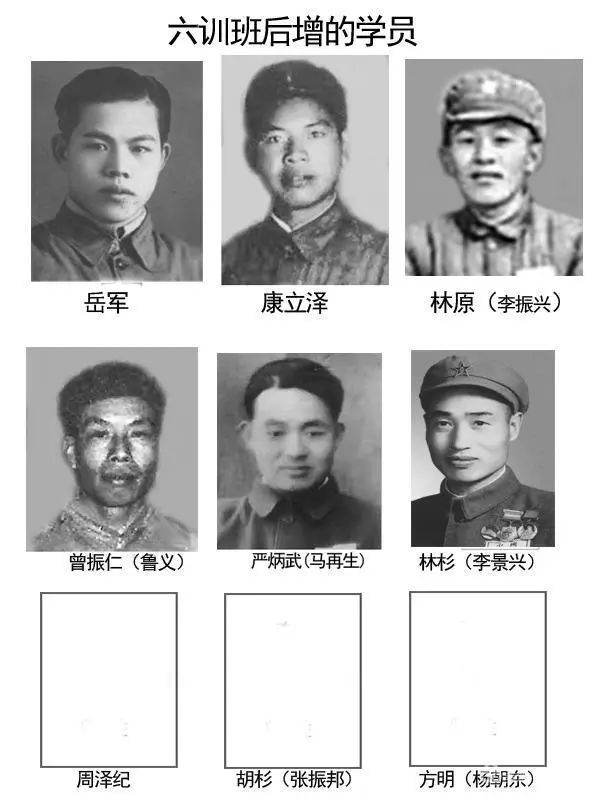 六训班后增的学员
岳军 康立泽 林原（李振兴）
曾振仁（鲁义） 严炳武(马再生) 林杉（李景兴）
周泽纪 胡杉（张振邦） 方明（杨朝东）